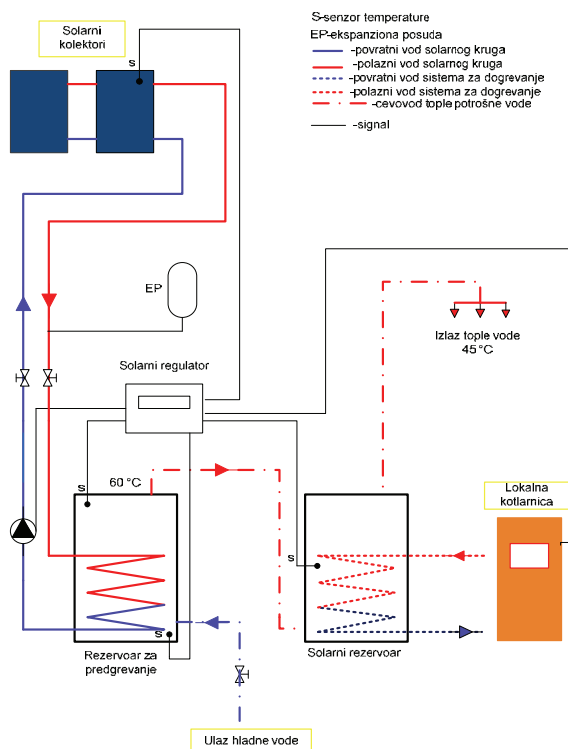 Solarni
kolektori
S-senzor temperature
EP-ekspanziona posuda
-povratni vod solarnog kruga
-polazni vod solarnog kruga
-povratni vod sistema za dogrevanje
-polazni vod sistema za dogrevanje
-cevovod tople potrošne vode
-signal
s
EP
Izlaz tople vode
45 °C
Solarni regulator
s
60 °C
Lokalna
kotlarnica
s
s
Rezervoar za
predgrevanje
Solarni rezervoar
Ulaz hladne vode